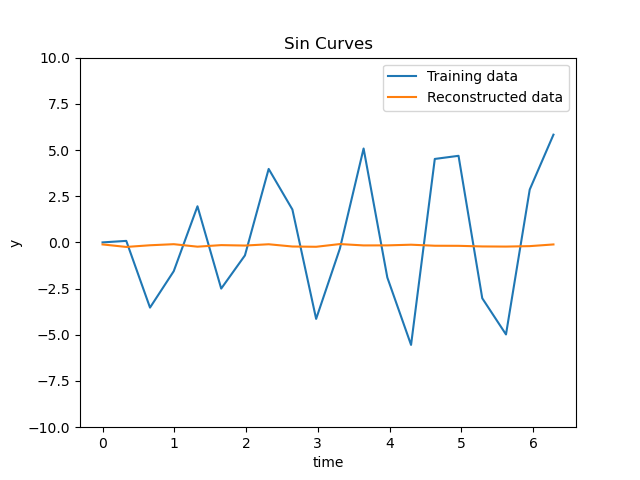 Sin Curves
Training data
Reconstructed data
10.0
7.5
5.0
2.5
0.0
−2.5
−5.0
−7.5
−10.0
y
0 1 2 3 4 5 6
time